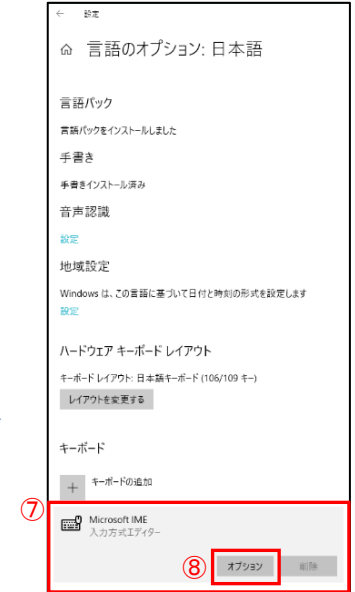 ← 設定
言語のオプション: 日本語
言語パック
言語パックをインストールしました
手書き
手書きインストール済み
音声認識
設定
地域設定
Windows は、この言語に基づいて日付と時刻の形式を設定します
設定
ハードウェア キーボード レイアウト
キーボード レイアウト: 日本語キーボード (106/109 キー)
レイアウトを変更する
キーボード
+ キーボードの追加
⑦
Microsoft IME
入力方式エディター
⑧ オプション 削除